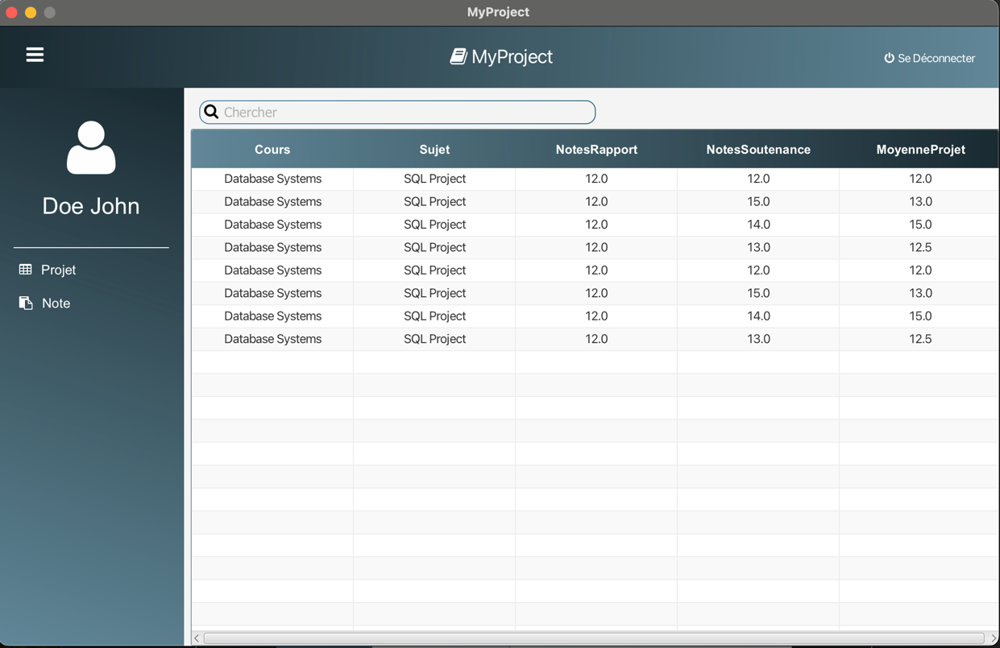 MyProject
MyProject
Se Déconnecter
Doe John
Projet
Note
Chercher
Cours Sujet NotesRapport NotesSoutenance MoyenneProjet
Database Systems SQL Project 12.0 12.0 12.0
Database Systems SQL Project 12.0 15.0 13.0
Database Systems SQL Project 12.0 14.0 15.0
Database Systems SQL Project 12.0 13.0 12.5
Database Systems SQL Project 12.0 12.0 12.0
Database Systems SQL Project 12.0 15.0 13.0
Database Systems SQL Project 12.0 14.0 15.0
Database Systems SQL Project 12.0 13.0 12.5